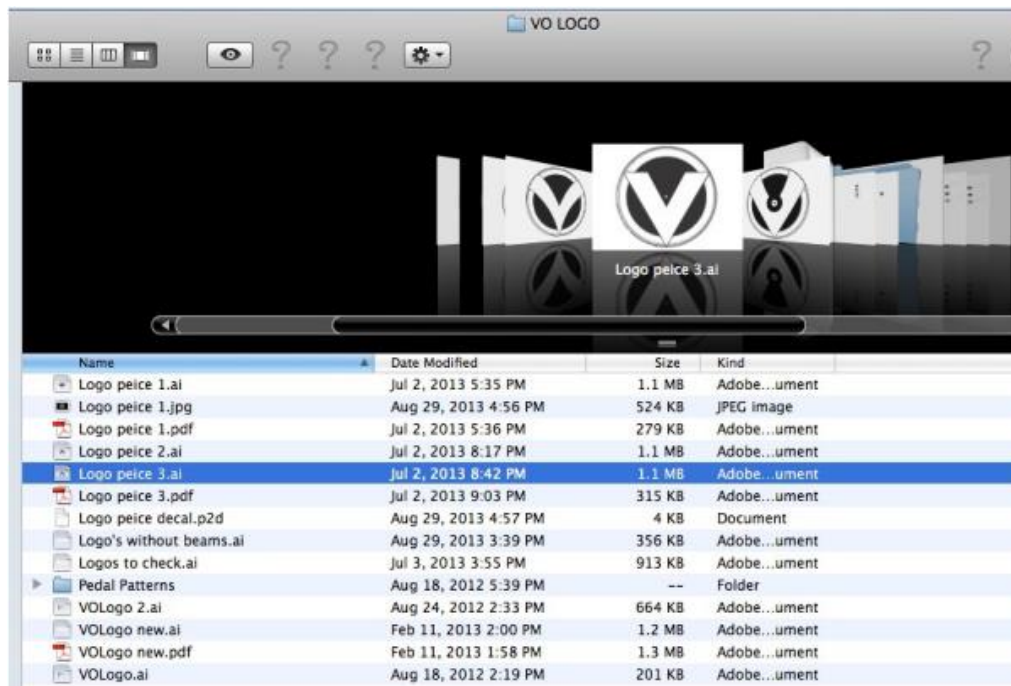 VO LOGO
? ? ? ?
Logo peice 3.ai
Name Date Modified Size Kind
Logo peice 1.ai Jul 2, 2013 5:35 PM 1.1 MB Adobe...ument
Logo peice 1.jpg Aug 29, 2013 4:56 PM 524 KB JPEG image
Logo peice 1.pdf Jul 2, 2013 5:36 PM 279 KB Adobe...ument
Logo peice 2.ai Jul 2, 2013 8:17 PM 1.1 MB Adobe...ument
Logo peice 3.ai Jul 2, 2013 8:42 PM 1.1 MB Adobe...ument
Logo peice 3.pdf Jul 2, 2013 9:03 PM 315 KB Adobe...ument
Logo peice decal.p2d Aug 29, 2013 4:57 PM 4 KB Document
Logo's without beams.ai Aug 29, 2013 3:39 PM 356 KB Adobe...ument
Logos to check.ai Jul 3, 2013 3:55 PM 913 KB Adobe...ument
Pedal Patterns Aug 18, 2012 5:39 PM -- Folder
VOLogo 2.ai Aug 24, 2012 2:33 PM 664 KB Adobe...ument
VOLogo new.ai Feb 11, 2013 2:00 PM 1.2 MB Adobe...ument
VOLogo new.pdf Feb 11, 2013 1:58 PM 1.3 MB Adobe...ument
VOLogo.ai Aug 18, 2012 2:19 PM 201 KB Adobe...ument